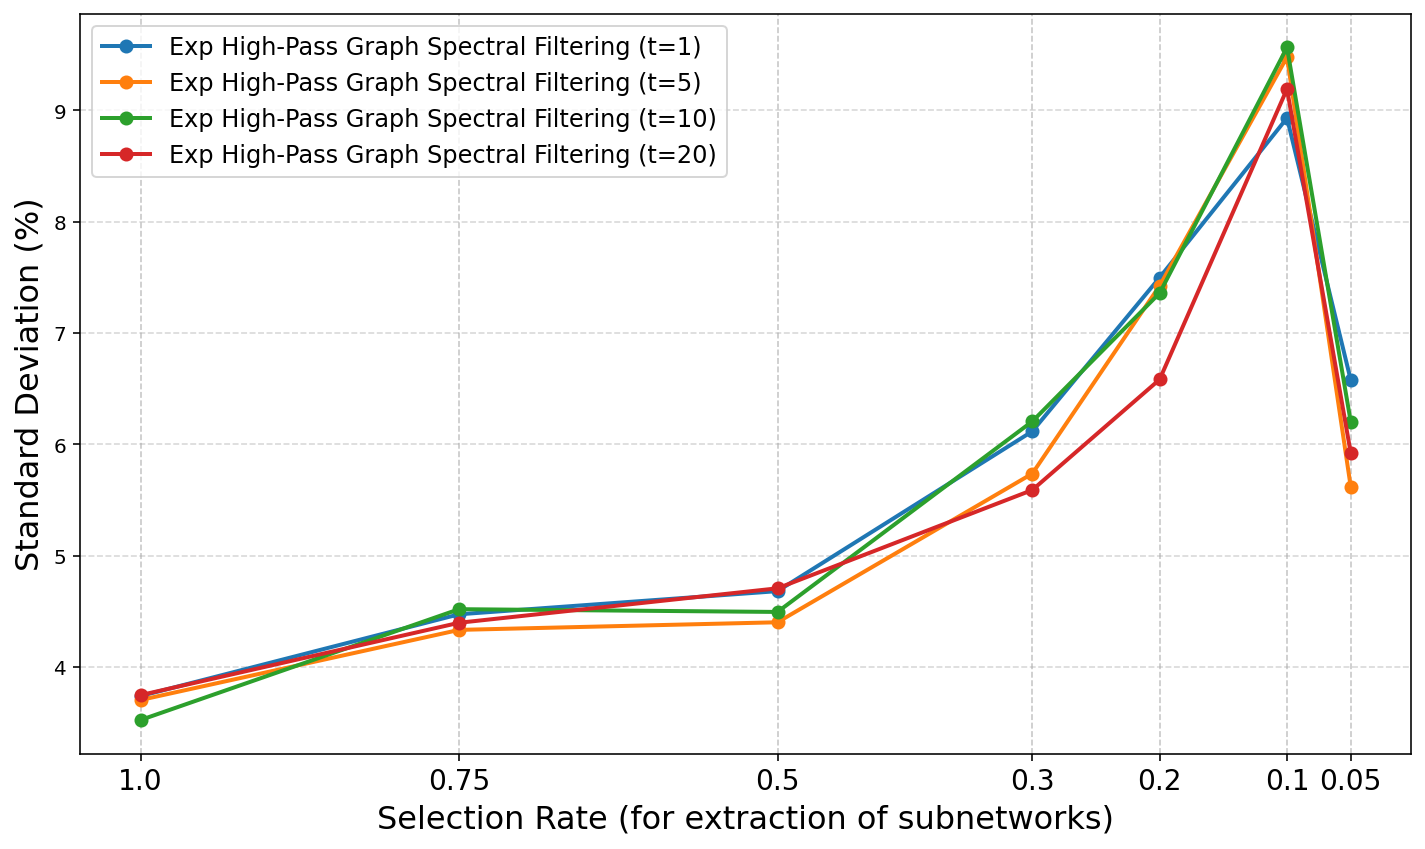 Exp High-Pass Graph Spectral Filtering (t=1)
Exp High-Pass Graph Spectral Filtering (t=5)
Exp High-Pass Graph Spectral Filtering (t=10)
Exp High-Pass Graph Spectral Filtering (t=20)
Standard Deviation (%)
9
8
7
6
5
4
1.0 0.75 0.5 0.3 0.2 0.1 0.05
Selection Rate (for extraction of subnetworks)